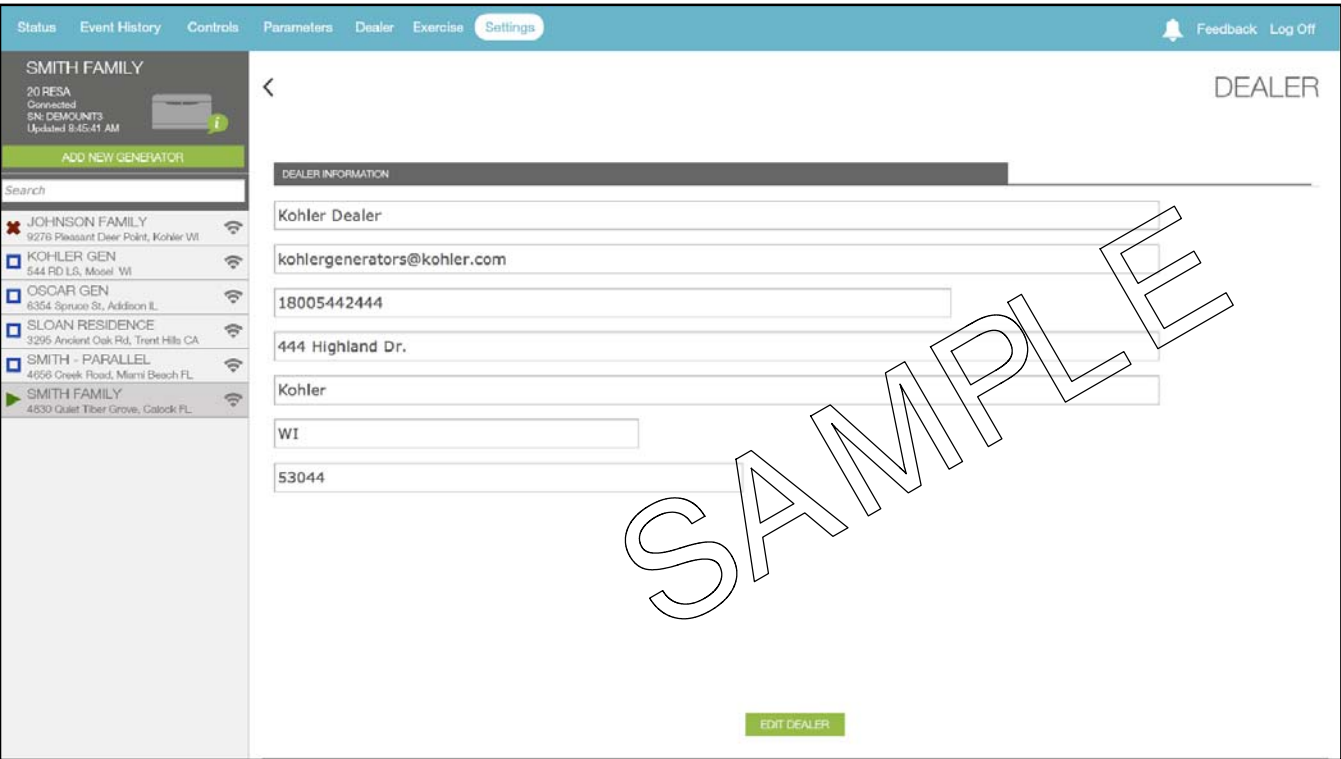 Status Event History Controls Parameters Dealer Exercise Settings Feedback Log Off
SMITH FAMILY
20 RESA
Connected
SN: DEMOUNIT3
Updated 8:45:41 AM
i
ADD NEW GENERATOR
Search
JOHNSON FAMILY
9276 Pleasant Deer Point, Kohler WI
KOHLER GEN
544 RD LS, Mosel WI
OSCAR GEN
6354 Spruce St, Addison IL
SLOAN RESIDENCE
3295 Ancient Oak Rd, Trent Hills CA
SMITH - PARALLEL
4656 Creek Road, Miami Beach FL
SMITH FAMILY
4830 Quiet Tiber Grove, Calock FL
DEALER
DEALER INFORMATION
Kohler Dealer
kohlergenerators@kohler.com
18005442444
444 Highland Dr.
Kohler
WI
53044
SAMPLE
EDIT DEALER